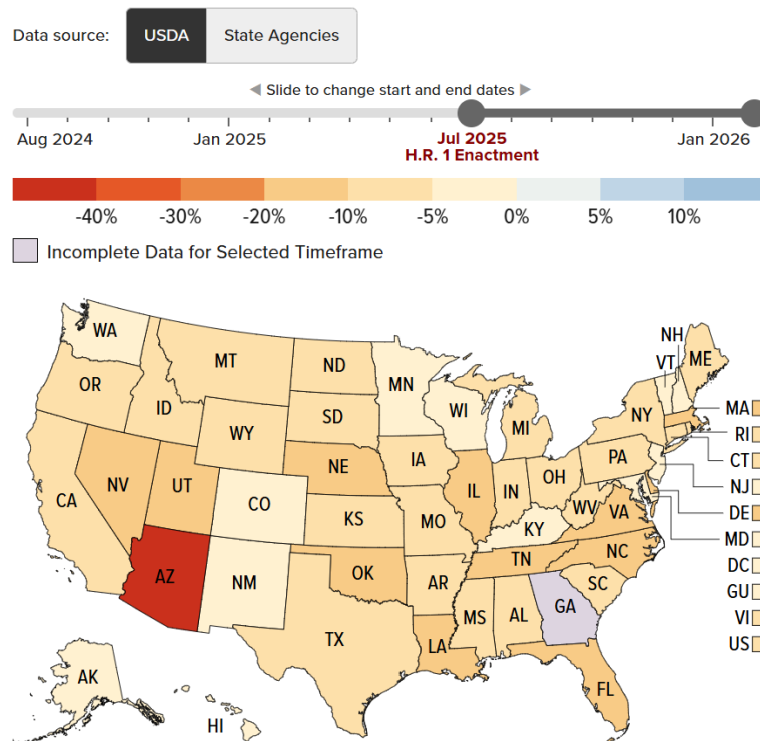 Data source: USDA State Agencies
◀ Slide to change start and end dates ▶
Aug 2024 Jan 2025 Jul 2025 Jan 2026
H.R. 1 Enactment
-40% -30% -20% -10% -5% 0% 5% 10%
Incomplete Data for Selected Timeframe
WA
NH
VT
ME
MT
ND
MN
OR
ID
SD
WI
MI
NY
MA
WY
RI
IA
PA
CT
NE
NV
UT
IL
IN
OH
NJ
CO
WV
VA
DE
CA
KS
MO
KY
MD
NC
TN
DC
AZ
NM
OK
AR
SC
GU
MS
AL
GA
VI
TX
LA
US
AK
FL
HI